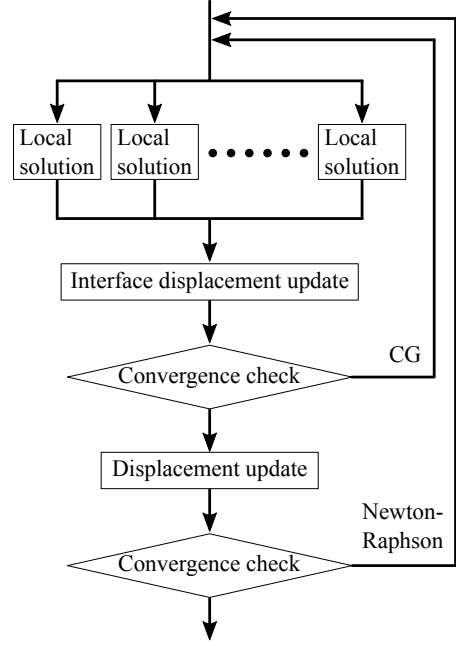 Local
solution
Local
solution
Local
solution
Interface displacement update
CG
Convergence check
Displacement update
Newton-
Raphson
Convergence check